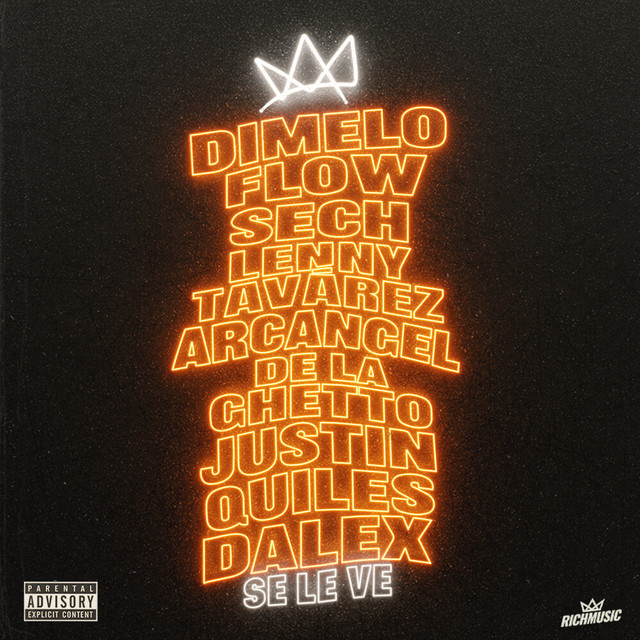 DIMELO
FLOW
SECH
LENNY
TAVÁREZ
ARCANGEL
DE LA
GHETTO
JUSTIN
QUILES
DALEX
SE LE VE
PARENTAL
ADVISORY
EXPLICIT CONTENT
RICHMUSIC